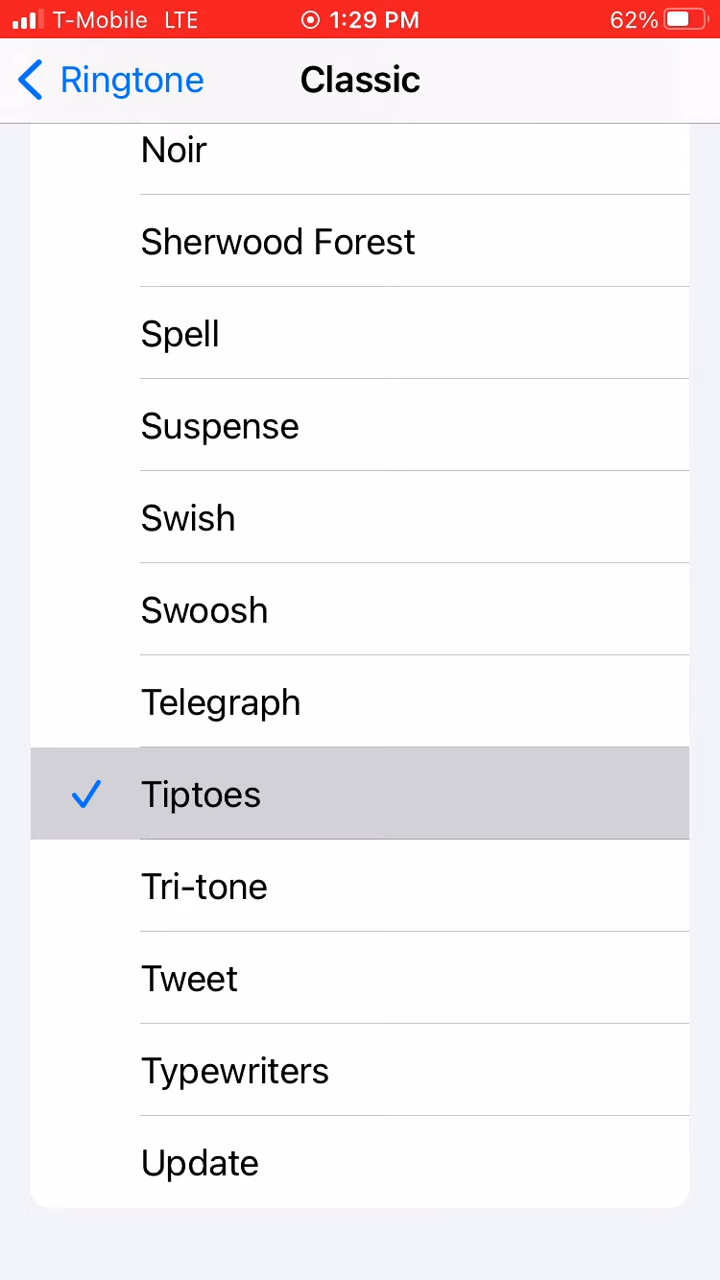 T-Mobile LTE 1:29 PM 62%
Ringtone Classic
Noir
Sherwood Forest
Spell
Suspense
Swish
Swoosh
Telegraph
Tiptoes
Tri-tone
Tweet
Typewriters
Update